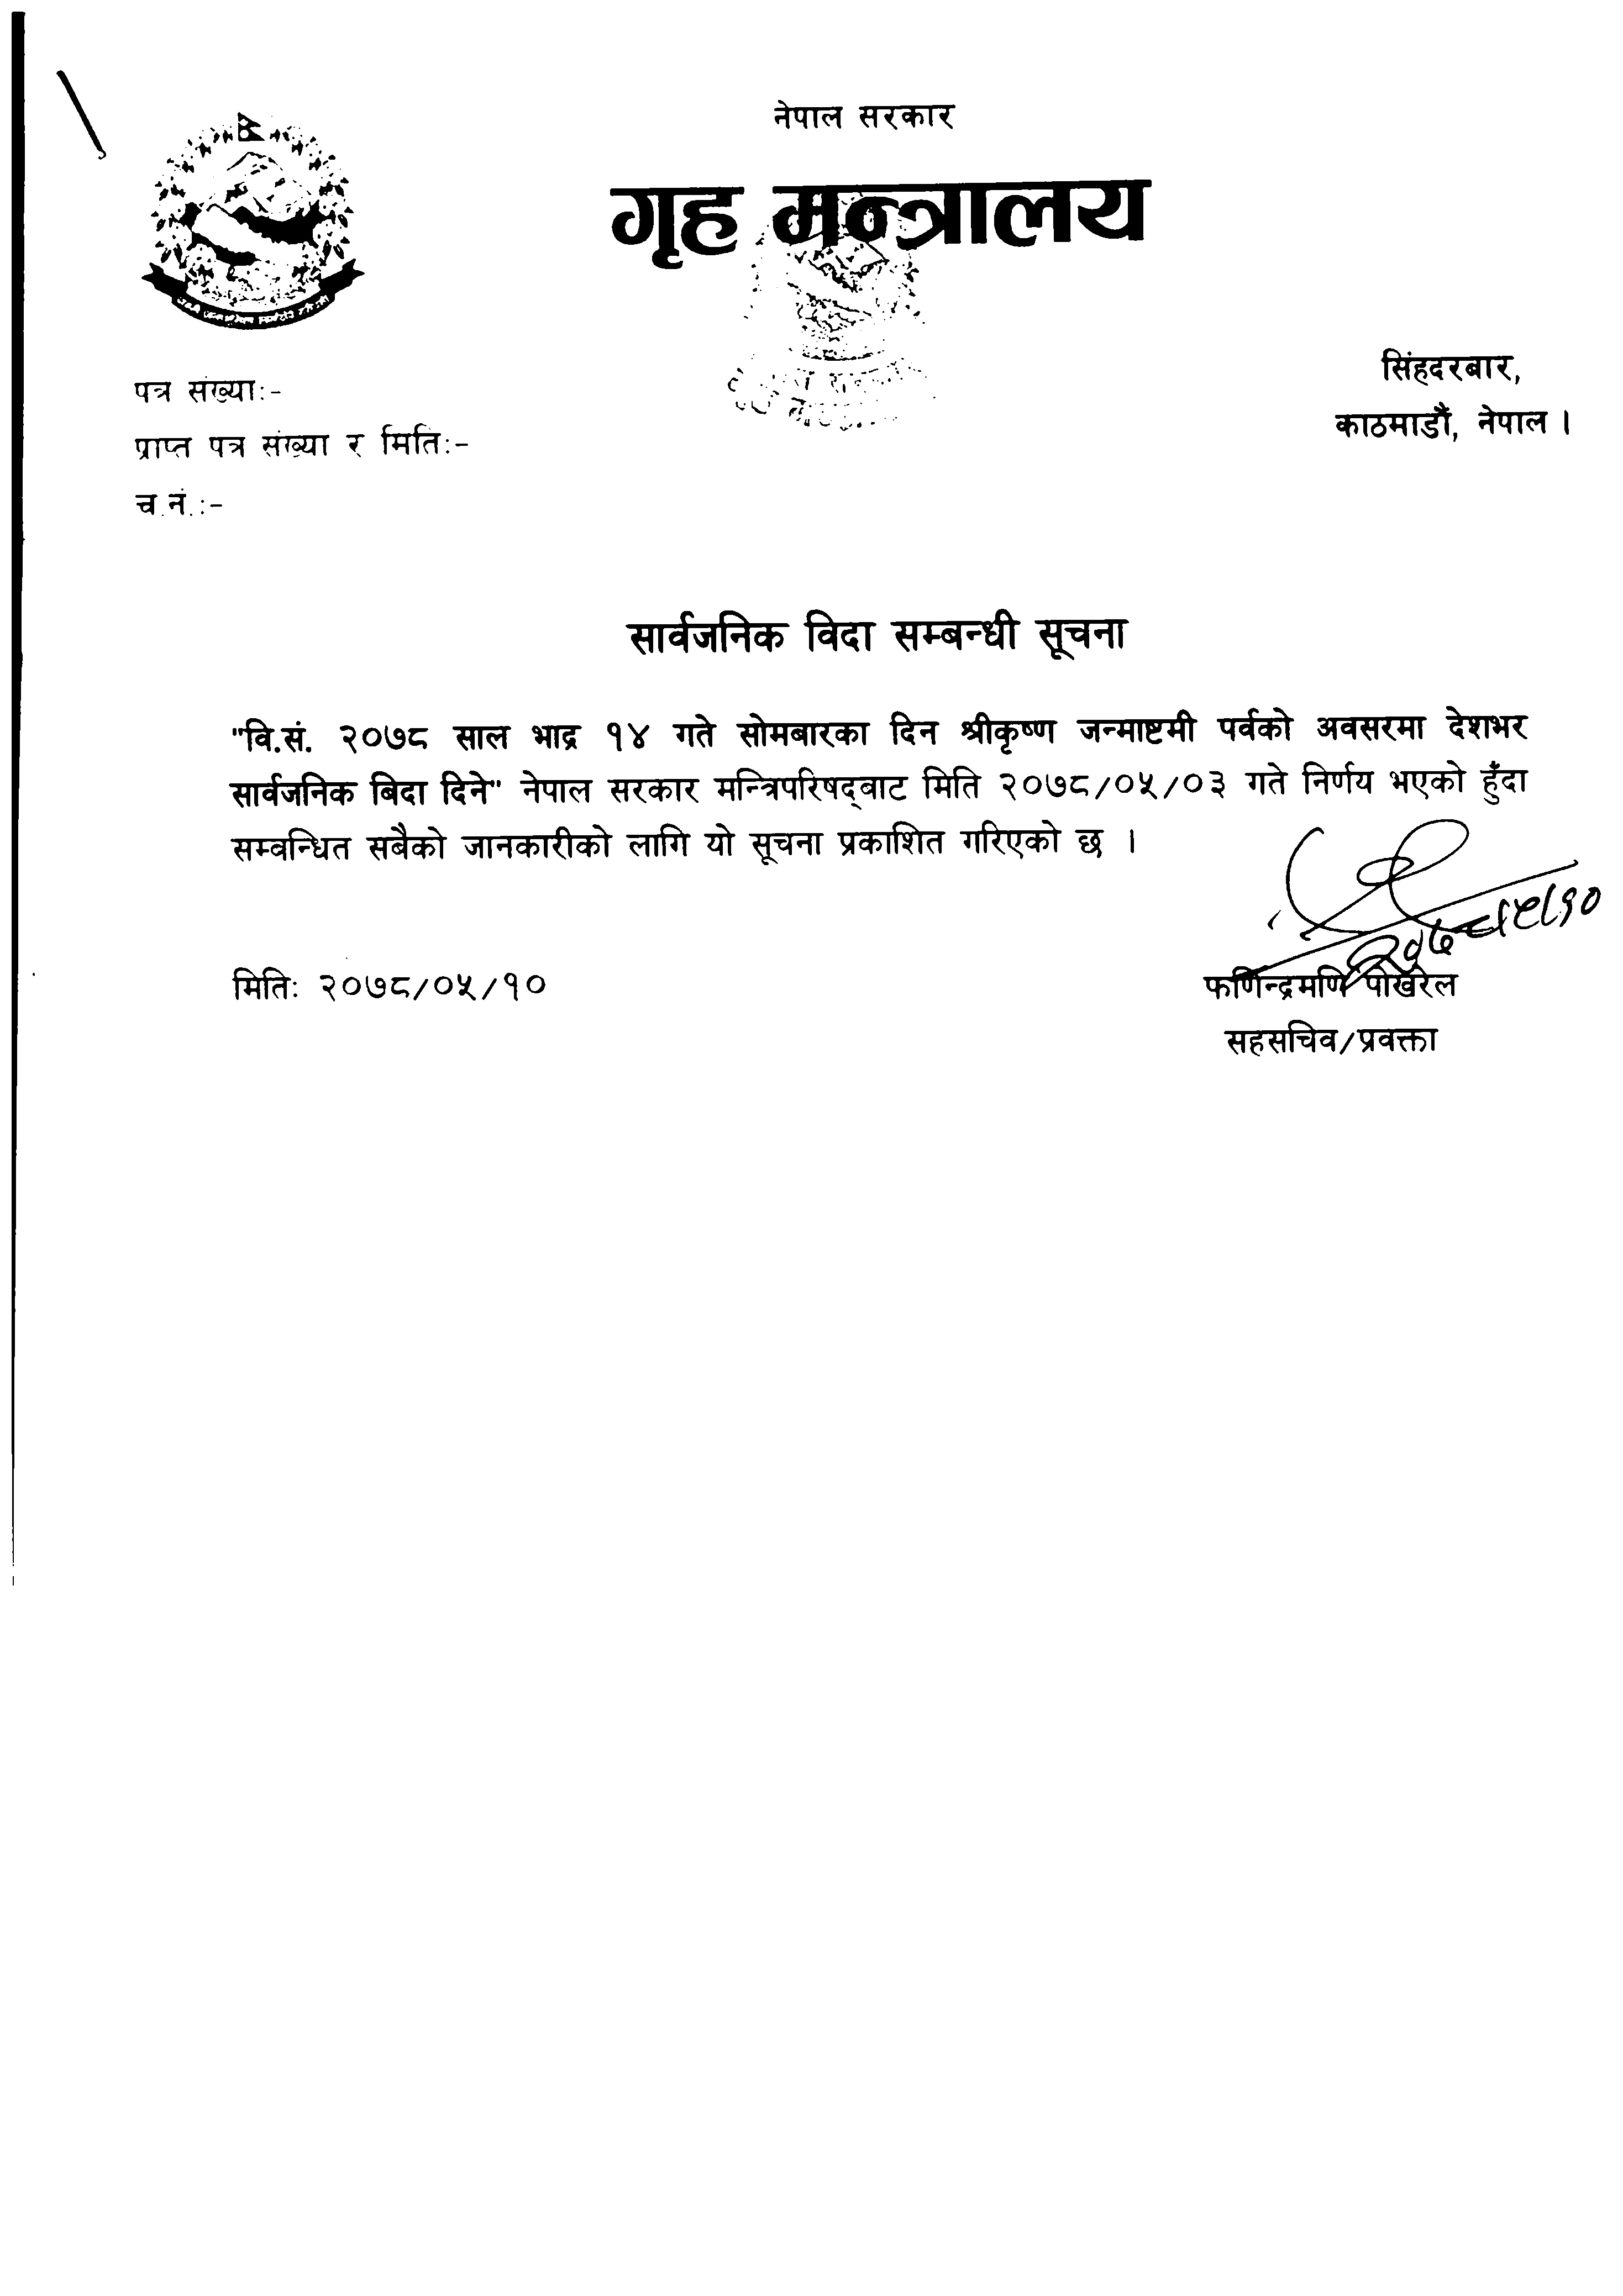 नेपाल सरकार
गृह मन्त्रालय
सिंहदरबार,
काठमाडौं, नेपाल ।
पत्र संख्याः-
प्राप्त पत्र संख्या र मितिः-
च.नं.:-
सार्वजनिक विदा सम्बन्धी सूचना
"वि.सं. २०७८ साल भाद्र १४ गते सोमबारका दिन श्रीकृष्ण जन्माष्टमी पर्वको अवसरमा देशभर
सार्वजनिक बिदा दिने" नेपाल सरकार मन्त्रिपरिषद्बाट मिति २०७८/०५/०३ गते निर्णय भएको हुँदा
सम्बन्धित सबैको जानकारीको लागि यो सूचना प्रकाशित गरिएको छ ।
२०७८/५/१०
मितिः २०७८/०५/१०
फणिन्द्रमणि पोखरेल
सहसचिव/प्रवक्ता